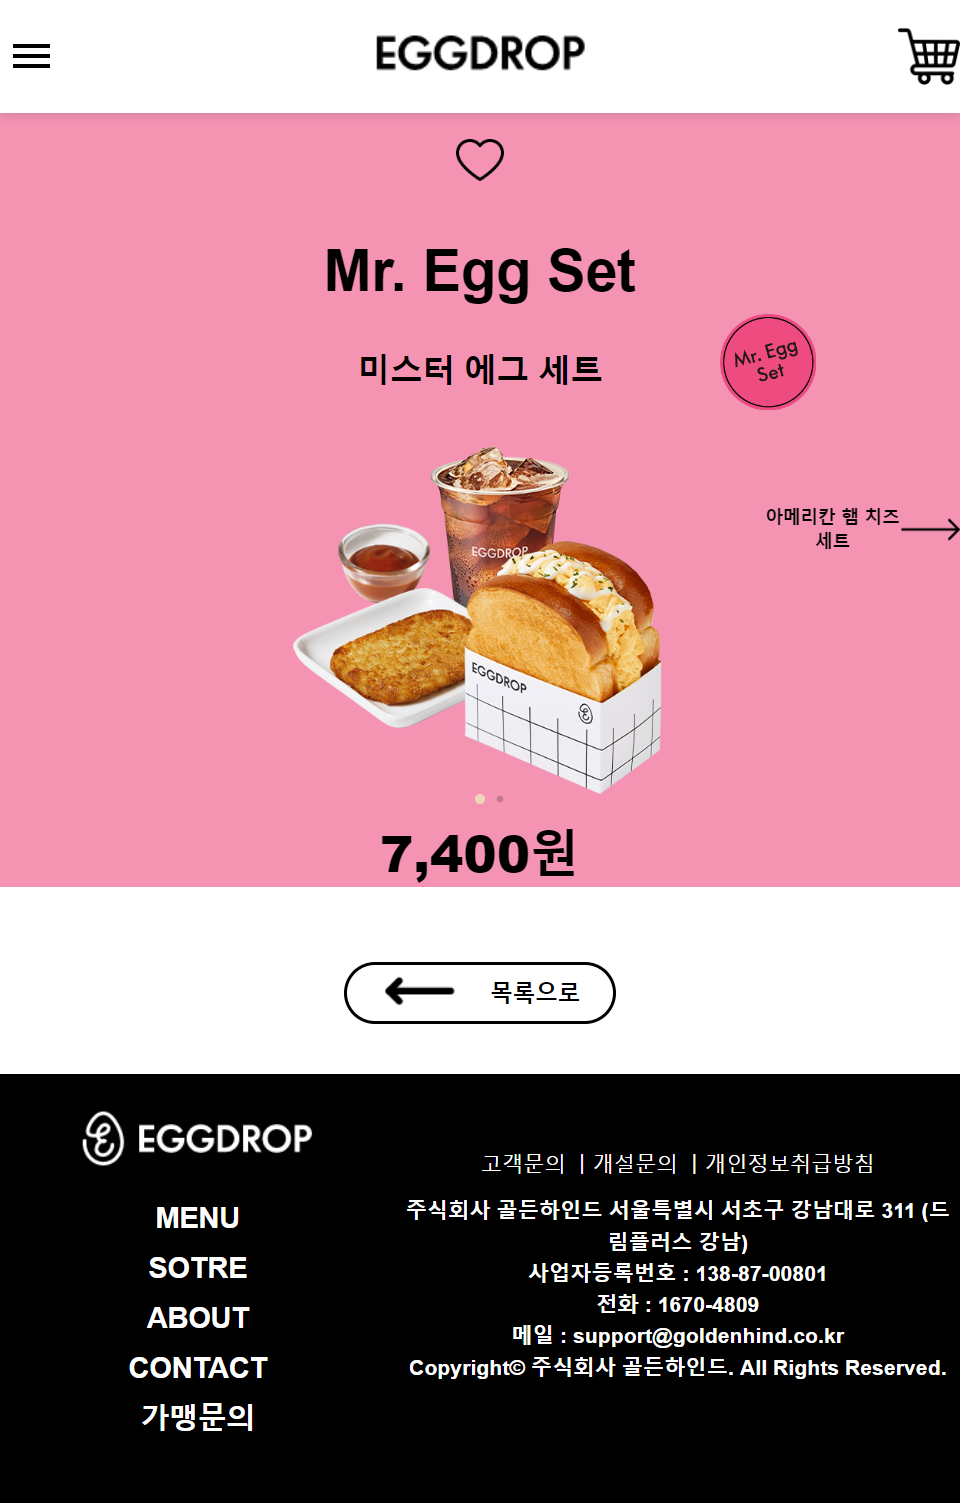 EGGDROP
Mr. Egg Set
미스터 에그 세트
Mr. Egg
Set
아메리칸 햄 치즈
세트
EGGDROP
EGGDROP
7,400원
목록으로
EGGDROP
MENU
SOTRE
ABOUT
CONTACT
가맹문의
고객문의 | 개설문의 | 개인정보취급방침
주식회사 골든하인드 서울특별시 서초구 강남대로 311 (드
림플러스 강남)
사업자등록번호 : 138-87-00801
전화 : 1670-4809
메일 : support@goldenhind.co.kr
Copyright© 주식회사 골든하인드. All Rights Reserved.